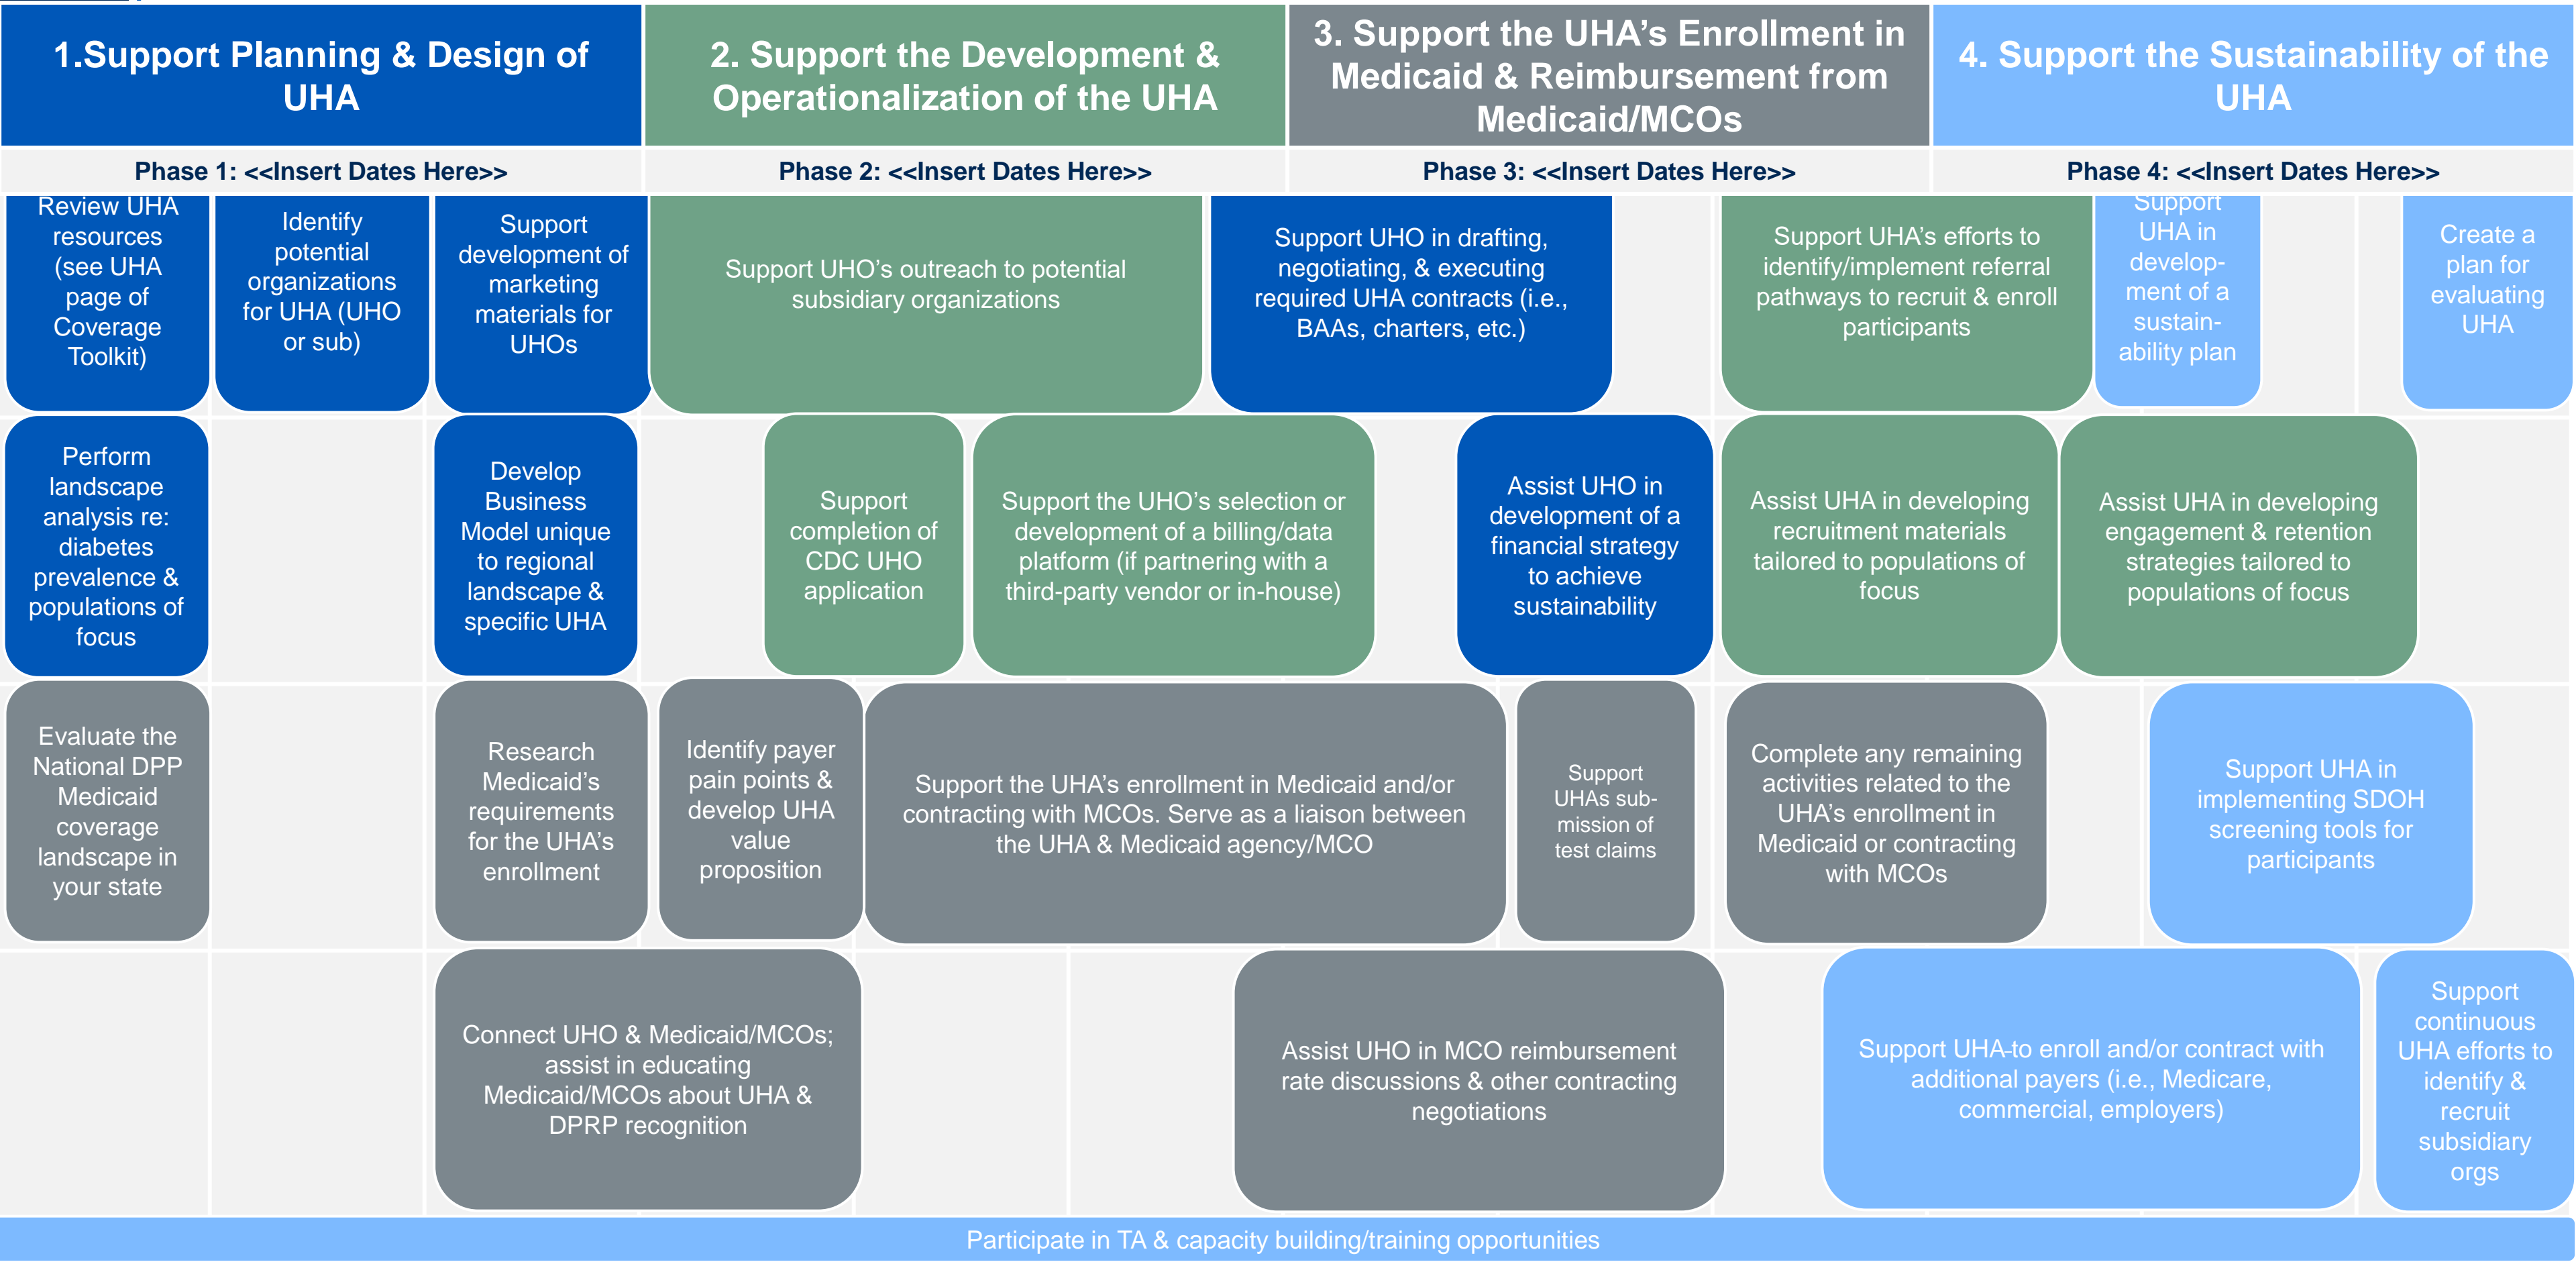 1.Support Planning & Design of
UHA
2. Support the Development &
Operationalization of the UHA
3. Support the UHA’s Enrollment in
Medicaid & Reimbursement from
Medicaid/MCOs
4. Support the Sustainability of the
UHA
Phase 1: <<Insert Dates Here>>
Phase 2: <<Insert Dates Here>>
Phase 3: <<Insert Dates Here>>
Phase 4: <<Insert Dates Here>>
Review UHA
resources
(see UHA
page of
Coverage
Toolkit)
Identify
potential
organizations
for UHA (UHO
or sub)
Support
development of
marketing
materials for
UHOs
Support UHO’s outreach to potential
subsidiary organizations
Support UHO in drafting,
negotiating, & executing
required UHA contracts (i.e.,
BAAs, charters, etc.)
Support UHA’s efforts to
identify/implement referral
pathways to recruit & enroll
participants
Support
UHA in
develop-
ment of a
sustain-
ability plan
Create a
plan for
evaluating
UHA
Perform
landscape
analysis re:
diabetes
prevalence &
populations of
focus
Develop
Business
Model unique
to regional
landscape &
specific UHA
Support
completion of
CDC UHO
application
Support the UHO’s selection or
development of a billing/data
platform (if partnering with a
third-party vendor or in-house)
Assist UHO in
development of a
financial strategy
to achieve
sustainability
Assist UHA in developing
recruitment materials
tailored to populations of
focus
Assist UHA in developing
engagement & retention
strategies tailored to
populations of focus
Evaluate the
National DPP
Medicaid
coverage
landscape in
your state
Research
Medicaid’s
requirements
for the UHA’s
enrollment
Identify payer
pain points &
develop UHA
value
proposition
Support the UHA’s enrollment in Medicaid and/or
contracting with MCOs. Serve as a liaison between
the UHA & Medicaid agency/MCO
Support
UHAs sub-
mission of
test claims
Complete any remaining
activities related to the
UHA’s enrollment in
Medicaid or contracting
with MCOs
Support UHA in
implementing SDOH
screening tools for
participants
Connect UHO & Medicaid/MCOs;
assist in educating
Medicaid/MCOs about UHA &
DPRP recognition
Assist UHO in MCO reimbursement
rate discussions & other contracting
negotiations
Support UHA-to enroll and/or contract with
additional payers (i.e., Medicare,
commercial, employers)
Support
continuous
UHA efforts to
identify &
recruit
subsidiary
orgs
Participate in TA & capacity building/training opportunities